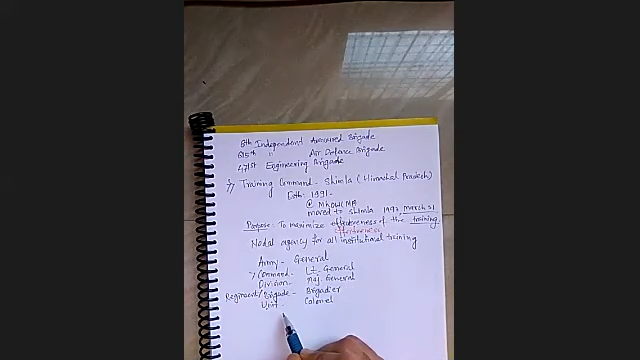 6th Independent Armoured Brigade
615th " Air Defence Brigade
471st Engineering Brigade
7) Training Command - Shimla (Himachal Pradesh)
Estb: 1991 -
@ Mhow, MP
moved to Shimla 1993, March 31
Purpose: To maximize effectiveness of the training.
effectiveness
Nodal agency for all institutional training
Army - General
Command - Lt. General
Division - Maj. General
Regiment/Brigade - Brigadier
Unit - Colonel